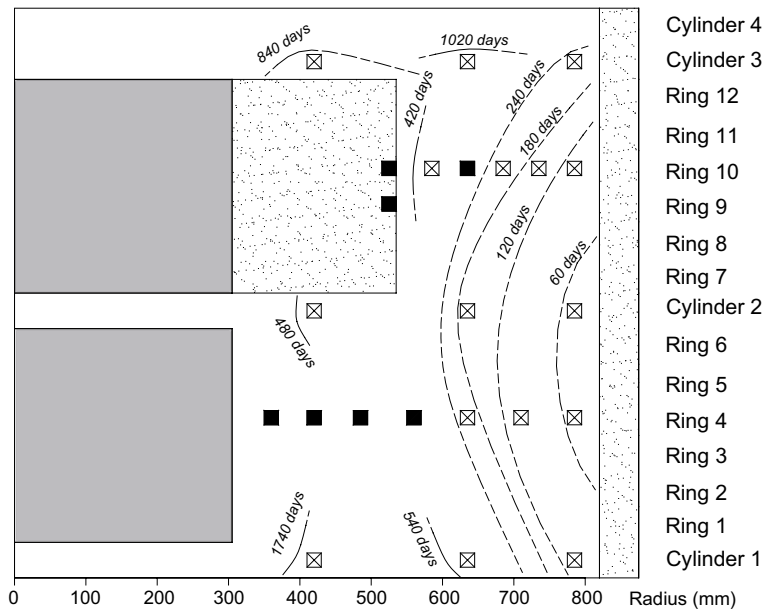 Cylinder 4
840 days
1020 days
Cylinder 3
420 days
240 days
Ring 12
180 days
Ring 11
Ring 10
Ring 9
120 days
Ring 8
60 days
Ring 7
Cylinder 2
480 days
Ring 6
Ring 5
Ring 4
Ring 3
Ring 2
1740 days
540 days
Ring 1
Cylinder 1
0 100 200 300 400 500 600 700 800 Radius (mm)